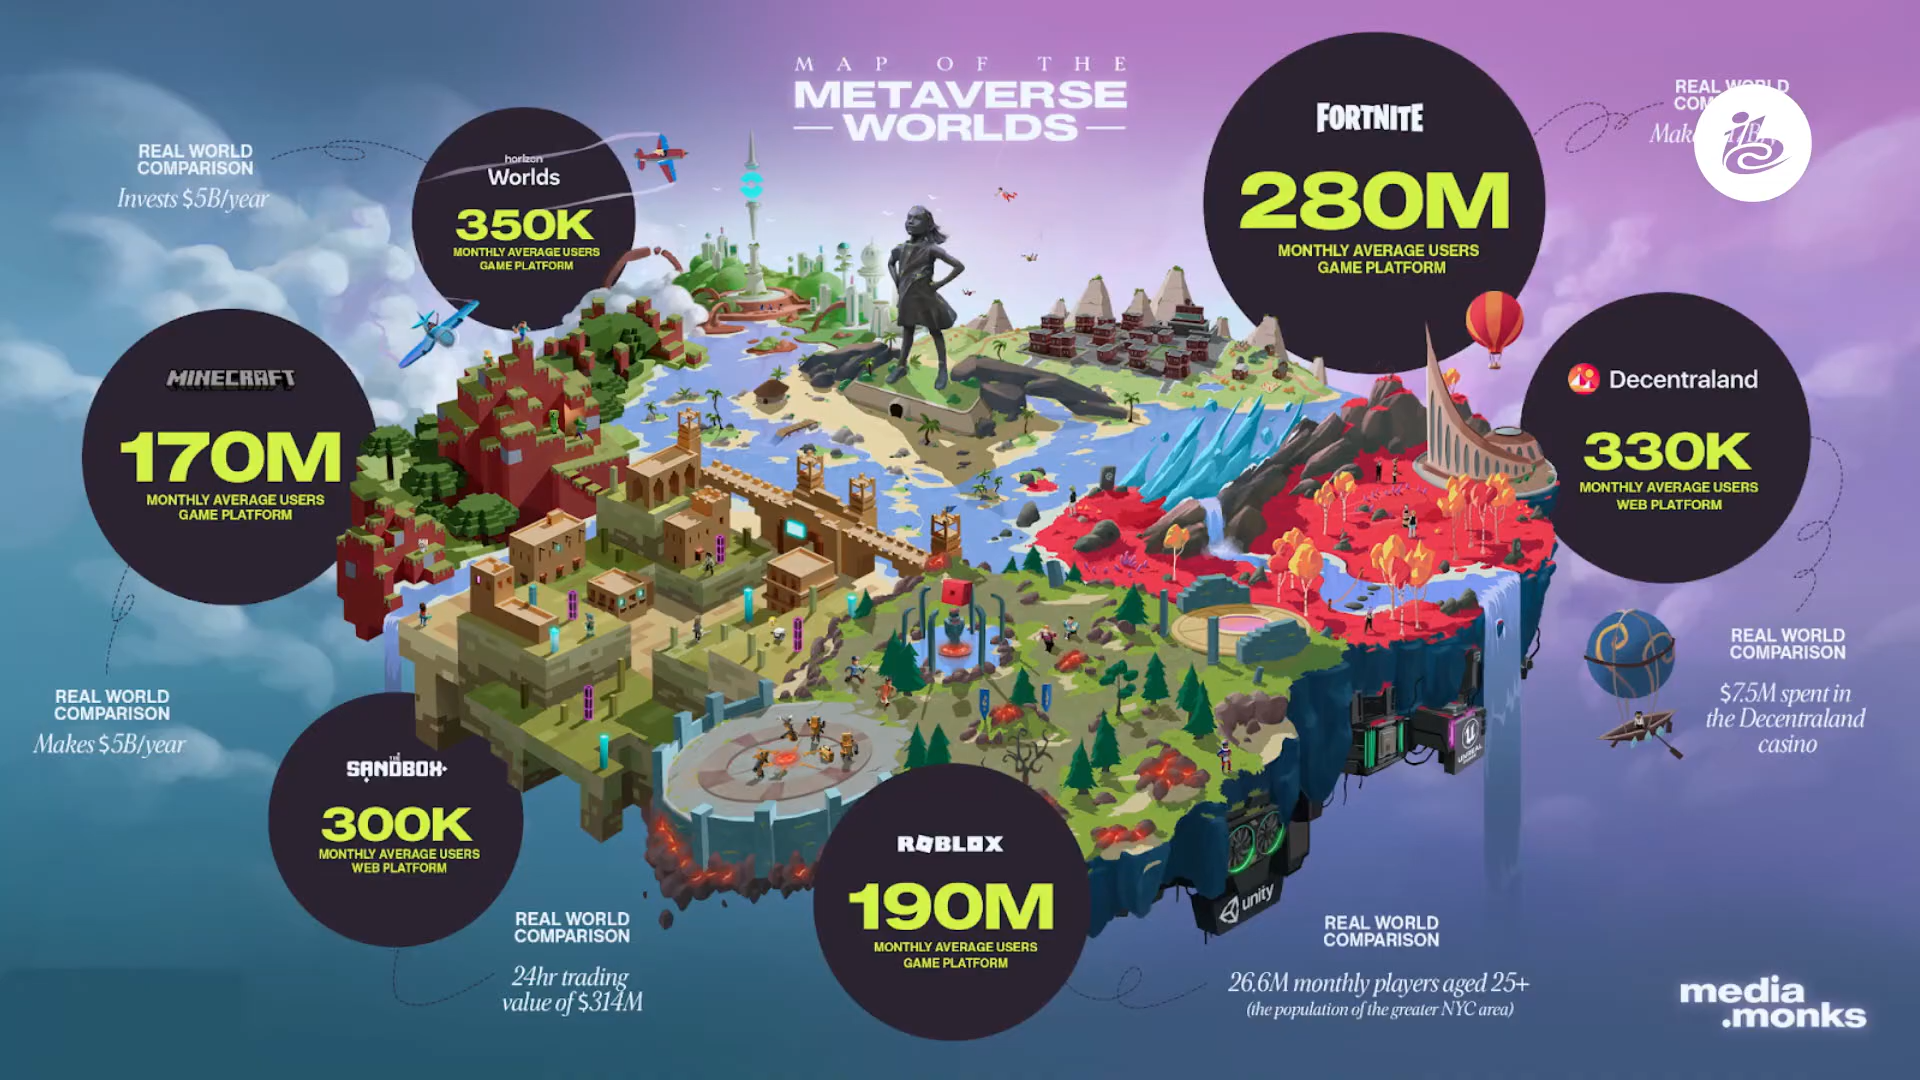 MAP OF THE
METAVERSE
WORLDS
REAL WORLD
COMPARISON
Invests $5B/year
horizon
Worlds
350K
MONTHLY AVERAGE USERS
GAME PLATFORM
FORTNITE
280M
MONTHLY AVERAGE USERS
GAME PLATFORM
REAL WORLD
MINECRAFT
170M
MONTHLY AVERAGE USERS
GAME PLATFORM
REAL WORLD
COMPARISON
Makes $5B/year
Decentraland
330K
MONTHLY AVERAGE USERS
WEB PLATFORM
REAL WORLD
COMPARISON
$7.5M spent in
the Decentraland
casino
THE
SANDBOX
300K
MONTHLY AVERAGE USERS
WEB PLATFORM
REAL WORLD
COMPARISON
24hr trading
value of $314M
ROBLOX
190M
MONTHLY AVERAGE USERS
GAME PLATFORM
REAL WORLD
COMPARISON
26,6M monthly players aged 25+
(the population of the greater NYC area)
UNREAL
unity
media
.monks